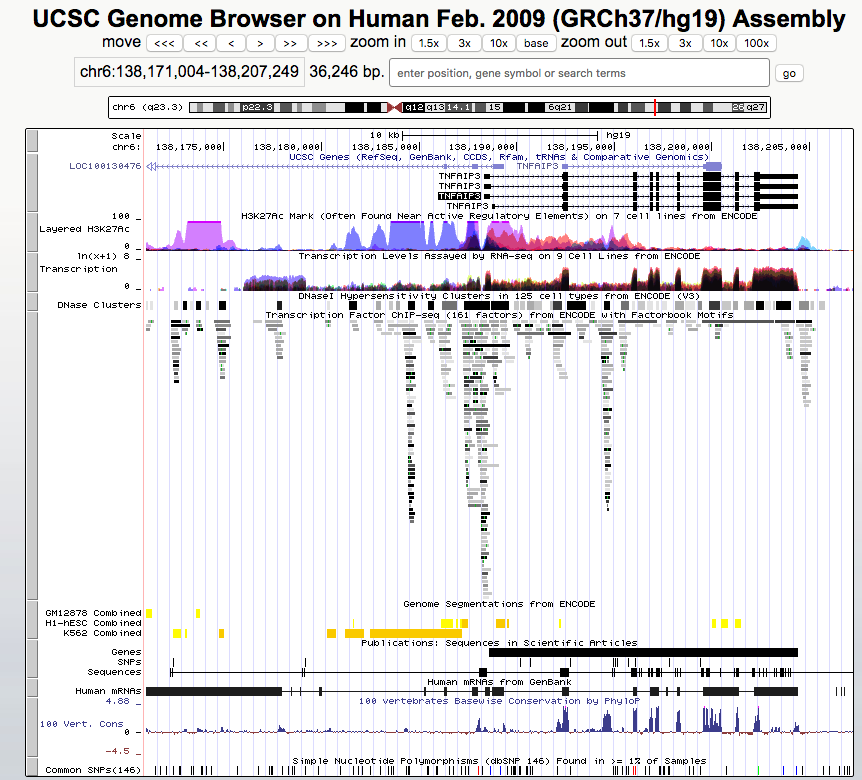 UCSC Genome Browser on Human Feb. 2009 (GRCh37/hg19) Assembly
move <<< << < > >> >>> zoom in 1.5x 3x 10x base zoom out 1.5x 3x 10x 100x
chr6:138,171,004-138,207,249 36,246 bp. enter position, gene symbol or search terms go
chr6 (q23.3) p22.3 q12 q13 14.1 15 6q21 26 q27
Scale 10 kb hg19
chr6: 138,175,000 138,180,000 138,185,000 138,190,000 138,195,000 138,200,000 138,205,000
UCSC Genes (RefSeq, GenBank, CCDS, Rfam, tRNAs & Comparative Genomics)
LOC100130476 TNFAIP3
TNFAIP3
TNFAIP3
TNFAIP3
TNFAIP3
H3K27Ac Mark (Often Found Near Active Regulatory Elements) on 7 cell lines from ENCODE
100
Layered H3K27Ac
0
Transcription Levels Assayed by RNA-seq on 9 Cell Lines from ENCODE
ln(x+1) 8
Transcription
0
DNaseI Hypersensitivity Clusters in 125 cell types from ENCODE (V3)
DNase Clusters
Transcription Factor ChIP-seq (161 factors) from ENCODE with Factorbook Motifs
Genome Segmentations from ENCODE
GM12878 Combined
H1-hESC Combined
K562 Combined
Publications: Sequences in Scientific Articles
Genes
SNPs
Sequences
Human mRNAs from GenBank
Human mRNAs
100 vertebrates Basewise Conservation by PhyloP
4.88
100 Vert. Cons
0
-4.5
Simple Nucleotide Polymorphisms (dbSNP 146) Found in >= 1% of Samples
Common SNPs(146)